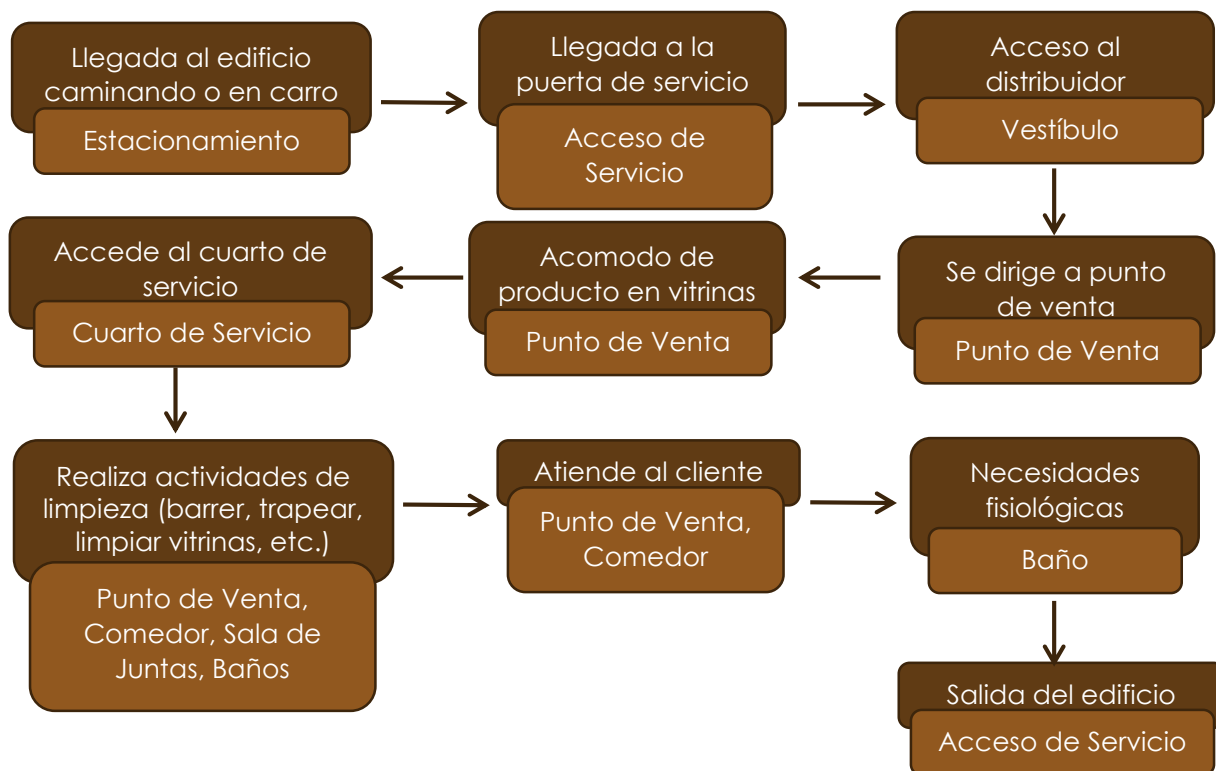 Llegada al edificio
caminando o en carro
Estacionamiento
Llegada a la
puerta de servicio
Acceso de
Servicio
Acceso al
distribuidor
Vestíbulo
Se dirige a punto
de venta
Punto de Venta
Acomodo de
producto en vitrinas
Punto de Venta
Accede al cuarto de
servicio
Cuarto de Servicio
Realiza actividades de
limpieza (barrer, trapear,
limpiar vitrinas, etc.)
Punto de Venta,
Comedor, Sala de
Juntas, Baños
Atiende al cliente
Punto de Venta,
Comedor
Necesidades
fisiológicas
Baño
Salida del edificio
Acceso de Servicio